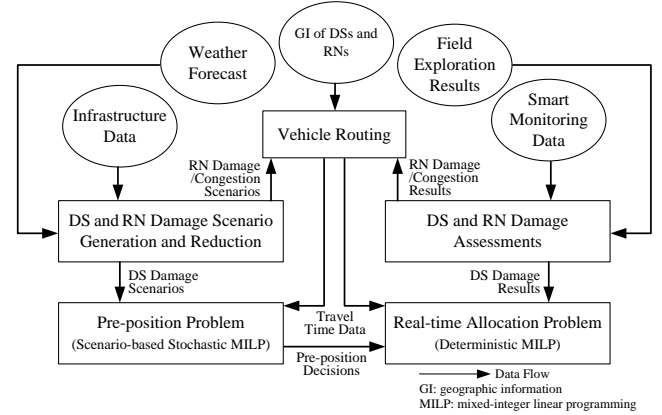 Weather
Forecast
GI of DSs and
RNs
Field
Exploration
Results
Infrastructure
Data
Smart
Monitoring
Data
Vehicle Routing
RN Damage
/Congestion
Scenarios
RN Damage
/Congestion
Results
DS and RN Damage Scenario
Generation and Reduction
DS and RN Damage
Assessments
DS Damage
Scenarios
DS Damage
Results
Pre-position Problem
(Scenario-based Stochastic MILP)
Travel
Time Data
Real-time Allocation Problem
(Deterministic MILP)
Pre-position
Decisions
Data Flow
GI: geographic information
MILP: mixed-integer linear programming